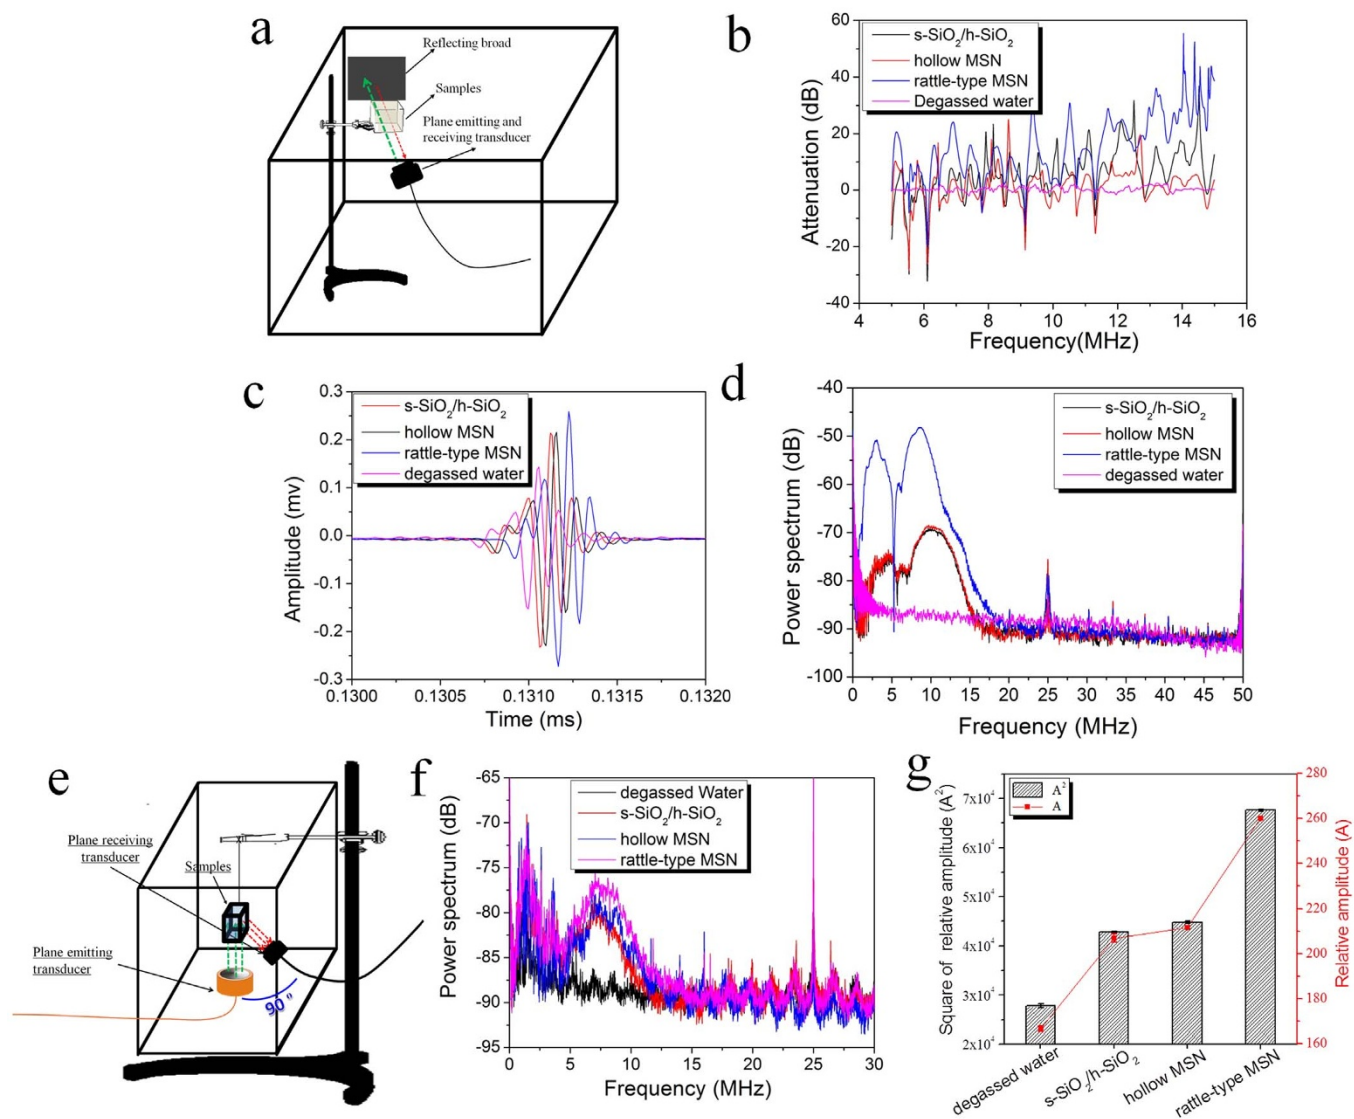 a
Reflecting broad
Samples
Plane emitting and
receiving transducer
b
s-SiO₂/h-SiO₂
hollow MSN
rattle-type MSN
Degassed water
Attenuation (dB)
60
40
20
0
-20
-40
4 6 8 10 12 14 16
Frequency(MHz)
c
s-SiO₂/h-SiO₂
hollow MSN
rattle-type MSN
degassed water
Amplitude (mv)
0.3
0.2
0.1
0.0
-0.1
-0.2
-0.3
0.1300 0.1305 0.1310 0.1315 0.1320
Time (ms)
d
s-SiO₂/h-SiO₂
hollow MSN
rattle-type MSN
degassed water
Power spectrum (dB)
-40
-50
-60
-70
-80
-90
-100
0 5 10 15 20 25 30 35 40 45 50
Frequency (MHz)
e
Plane receiving
transducer
Samples
Plane emitting
transducer
90 °
f
degassed Water
s-SiO₂/h-SiO₂
hollow MSN
rattle-type MSN
Power spectrum (dB)
-65
-70
-75
-80
-85
-90
-95
0 5 10 15 20 25 30
Frequency (MHz)
g
A²
A
Square of relative amplitude (A²)
7x10⁴
6x10⁴
5x10⁴
4x10⁴
3x10⁴
2x10⁴
280
260
240
220
200
180
160
Relative amplitude (A)
degassed water
s-SiO₂/h-SiO₂
hollow MSN
rattle-type MSN